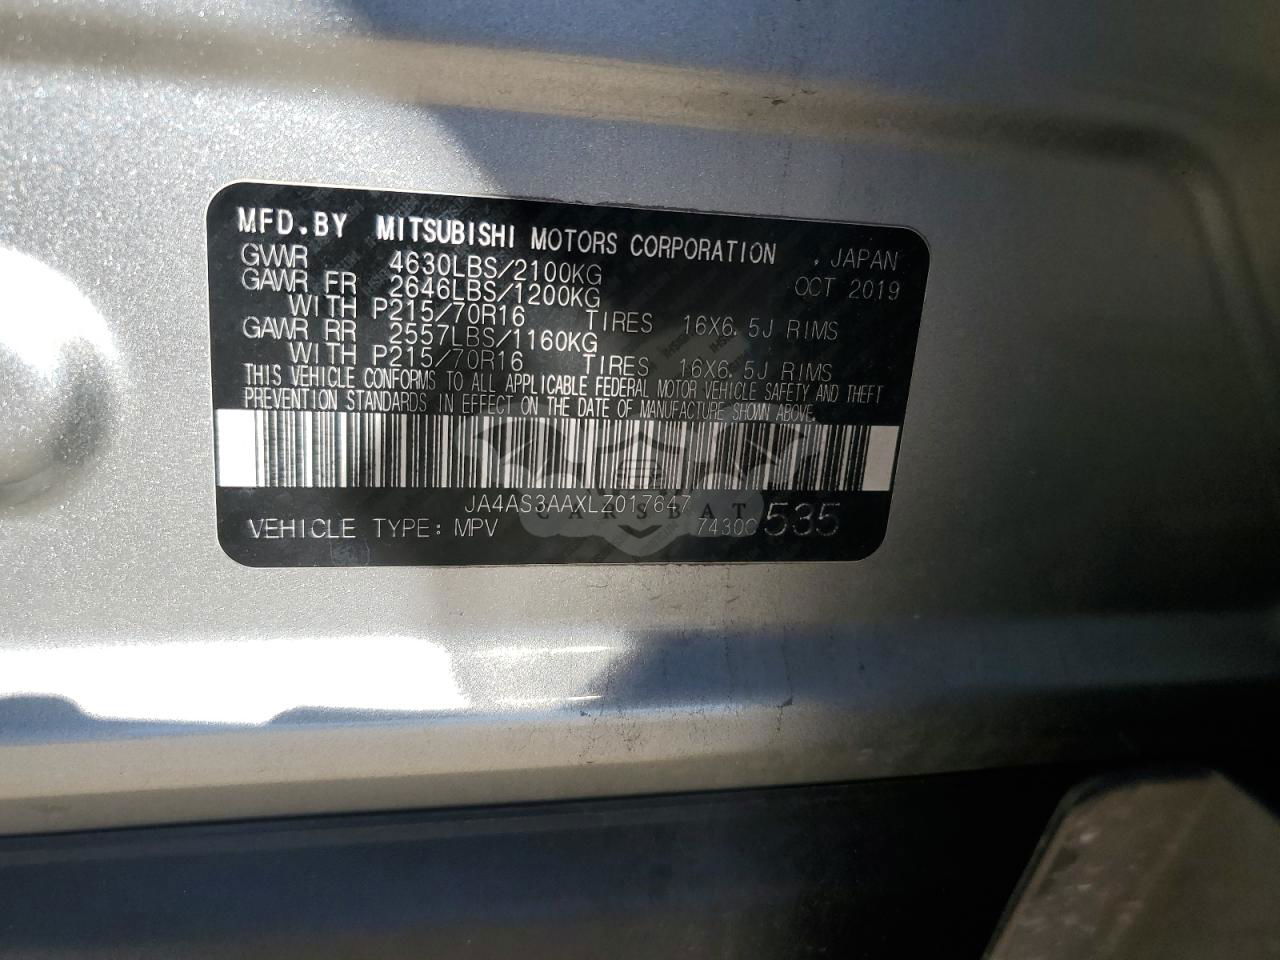 MFD.BY MITSUBISHI MOTORS CORPORATION . JAPAN
GVWR 4630LBS/2100KG OCT 2019
GAWR FR 2646LBS/1200KG
WITH P215/70R16 TIRES 16X6.5J RIMS
GAWR RR 2557LBS/1160KG
WITH P215/70R16 TIRES 16X6.5J RIMS
THIS VEHICLE CONFORMS TO ALL APPLICABLE FEDERAL MOTOR VEHICLE SAFETY AND THEFT
PREVENTION STANDARDS IN EFFECT ON THE DATE OF MANUFACTURE SHOWN ABOVE.
JA4AS3AAXLZ017647
CARSBAT
VEHICLE TYPE: MPV 535